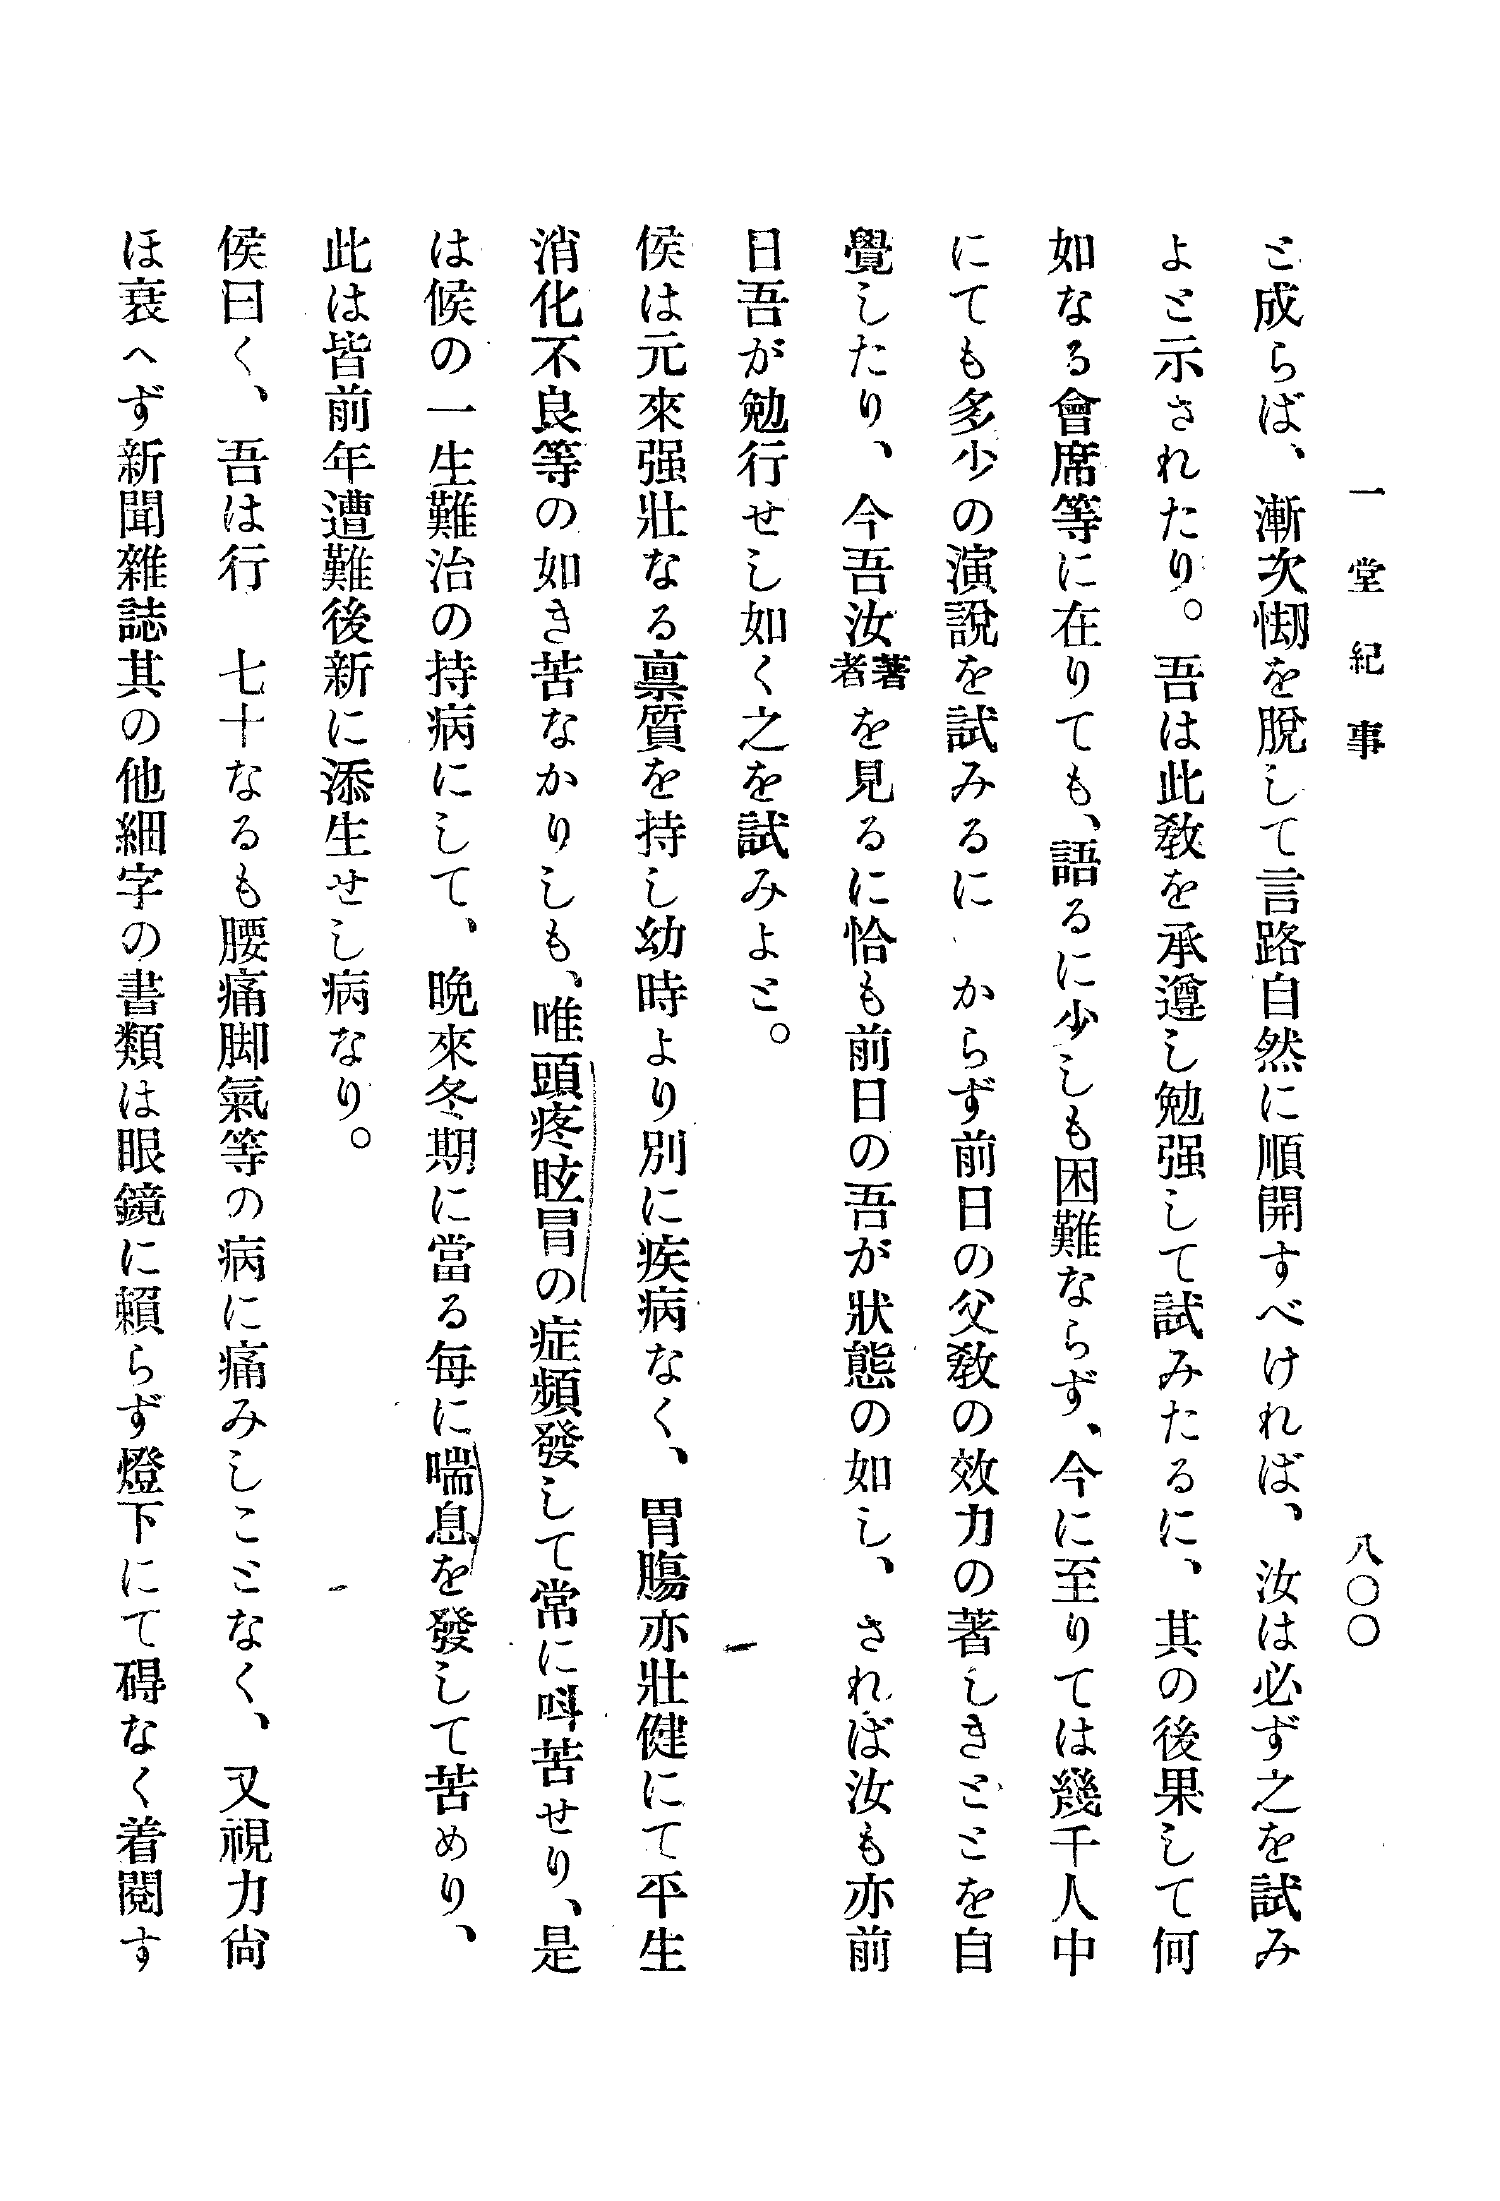 一堂紀事
八〇〇
と成らば、漸次㥘を脫して言路自然に順開すべければ、汝は必ず之を試み
よと示されたり。吾は此敎を承遵し勉强して試みたるに、其の後果して何
如なる會席等に在りても、語るに少しも困難ならず、今に至りては幾千人中
にても多少の演說を試みるに からず前日の父敎の效力の著しきことを自
覺したり、今吾汝著者を見るに恰も前日の吾が狀態の如し、されば汝も亦前
日吾が勉行せし如く之を試みよと。
侯は元來强壯なる稟質を持し幼時より別に疾病なく、胃腸亦壯健にて平生
消化不良等の如き苦なかりしも、唯頭疼眩冒の症頻發して常に呌苦せり、是
は候の一生難治の持病にして、晩來冬期に當る每に喘息を發して苦めり、
此は皆前年遭難後新に添生せし病なり。
侯曰く、吾は行 七十なるも腰痛脚氣等の病に痛みしことなく、又視力尙
ほ衰へず新聞雜誌其の他細字の書類は眼鏡に賴らず燈下にて碍なく着閱す